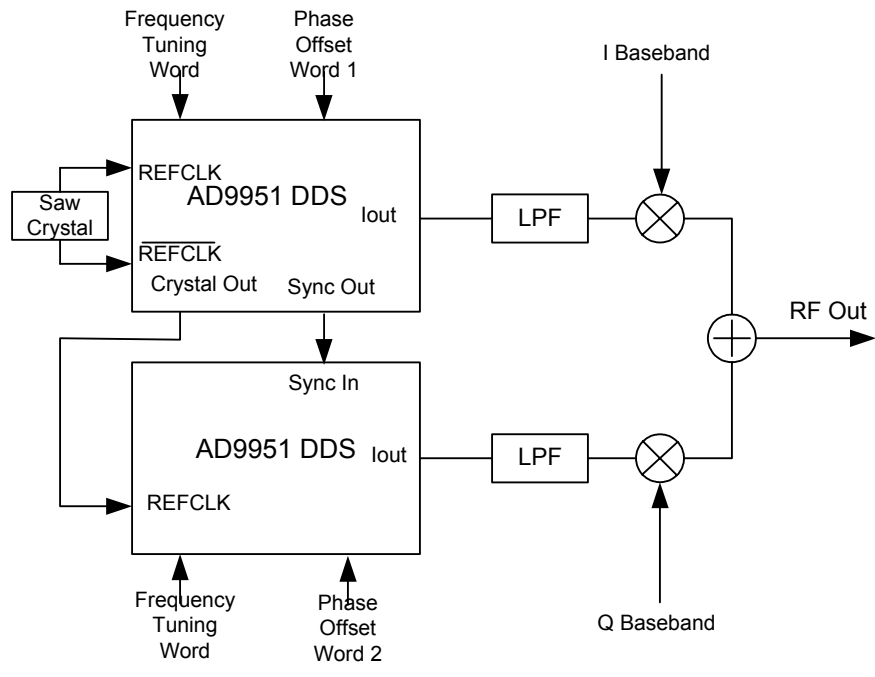 Frequency
Tuning
Word
Phase
Offset
Word 1
I Baseband
REFCLK
AD9951 DDS
Iout
Saw
Crystal
REFCLK
Crystal Out
Sync Out
LPF
RF Out
Sync In
AD9951 DDS
Iout
REFCLK
LPF
Frequency
Tuning
Word
Phase
Offset
Word 2
Q Baseband